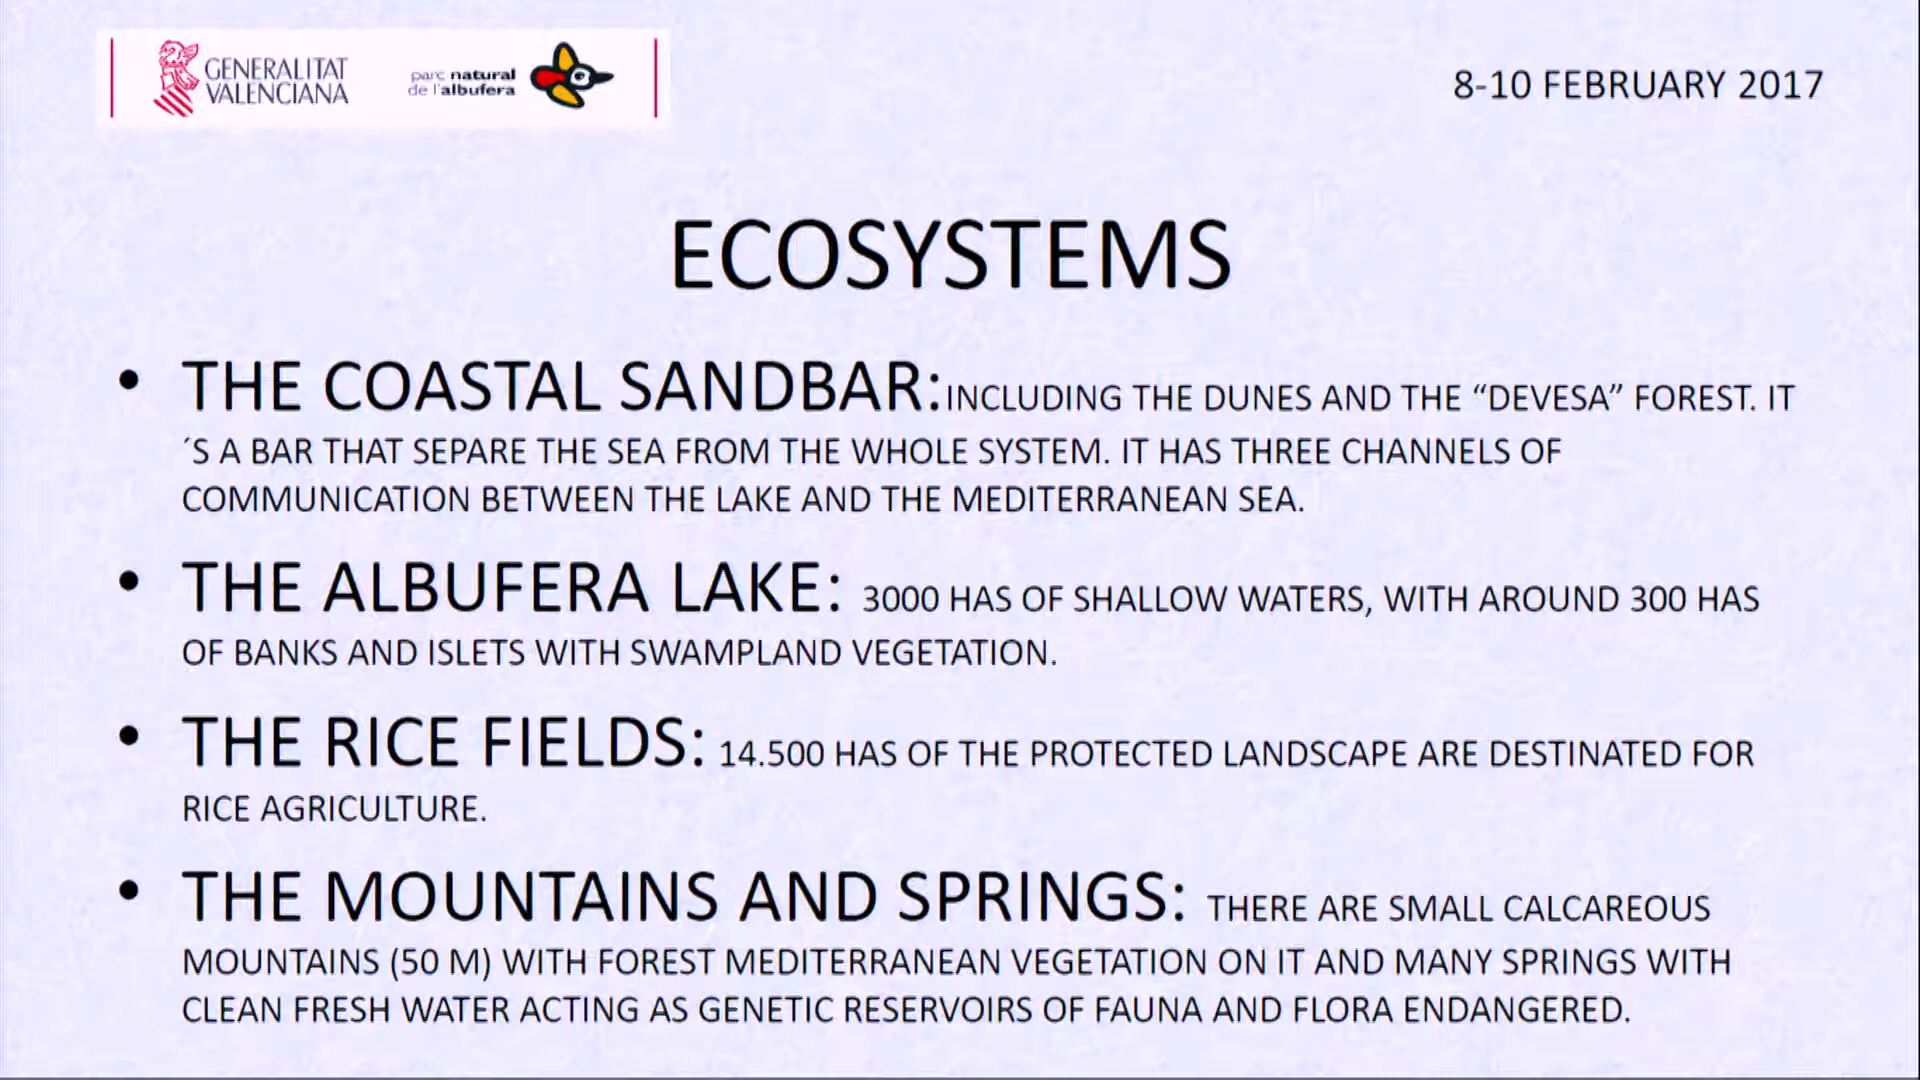 GENERALITAT
VALENCIANA
parc natural
de l'albufera
8-10 FEBRUARY 2017
ECOSYSTEMS
• THE COASTAL SANDBAR:INCLUDING THE DUNES AND THE “DEVESA” FOREST. IT
´S A BAR THAT SEPARE THE SEA FROM THE WHOLE SYSTEM. IT HAS THREE CHANNELS OF
COMMUNICATION BETWEEN THE LAKE AND THE MEDITERRANEAN SEA.
• THE ALBUFERA LAKE: 3000 HAS OF SHALLOW WATERS, WITH AROUND 300 HAS
OF BANKS AND ISLETS WITH SWAMPLAND VEGETATION.
• THE RICE FIELDS: 14.500 HAS OF THE PROTECTED LANDSCAPE ARE DESTINATED FOR
RICE AGRICULTURE.
• THE MOUNTAINS AND SPRINGS: THERE ARE SMALL CALCAREOUS
MOUNTAINS (50 M) WITH FOREST MEDITERRANEAN VEGETATION ON IT AND MANY SPRINGS WITH
CLEAN FRESH WATER ACTING AS GENETIC RESERVOIRS OF FAUNA AND FLORA ENDANGERED.